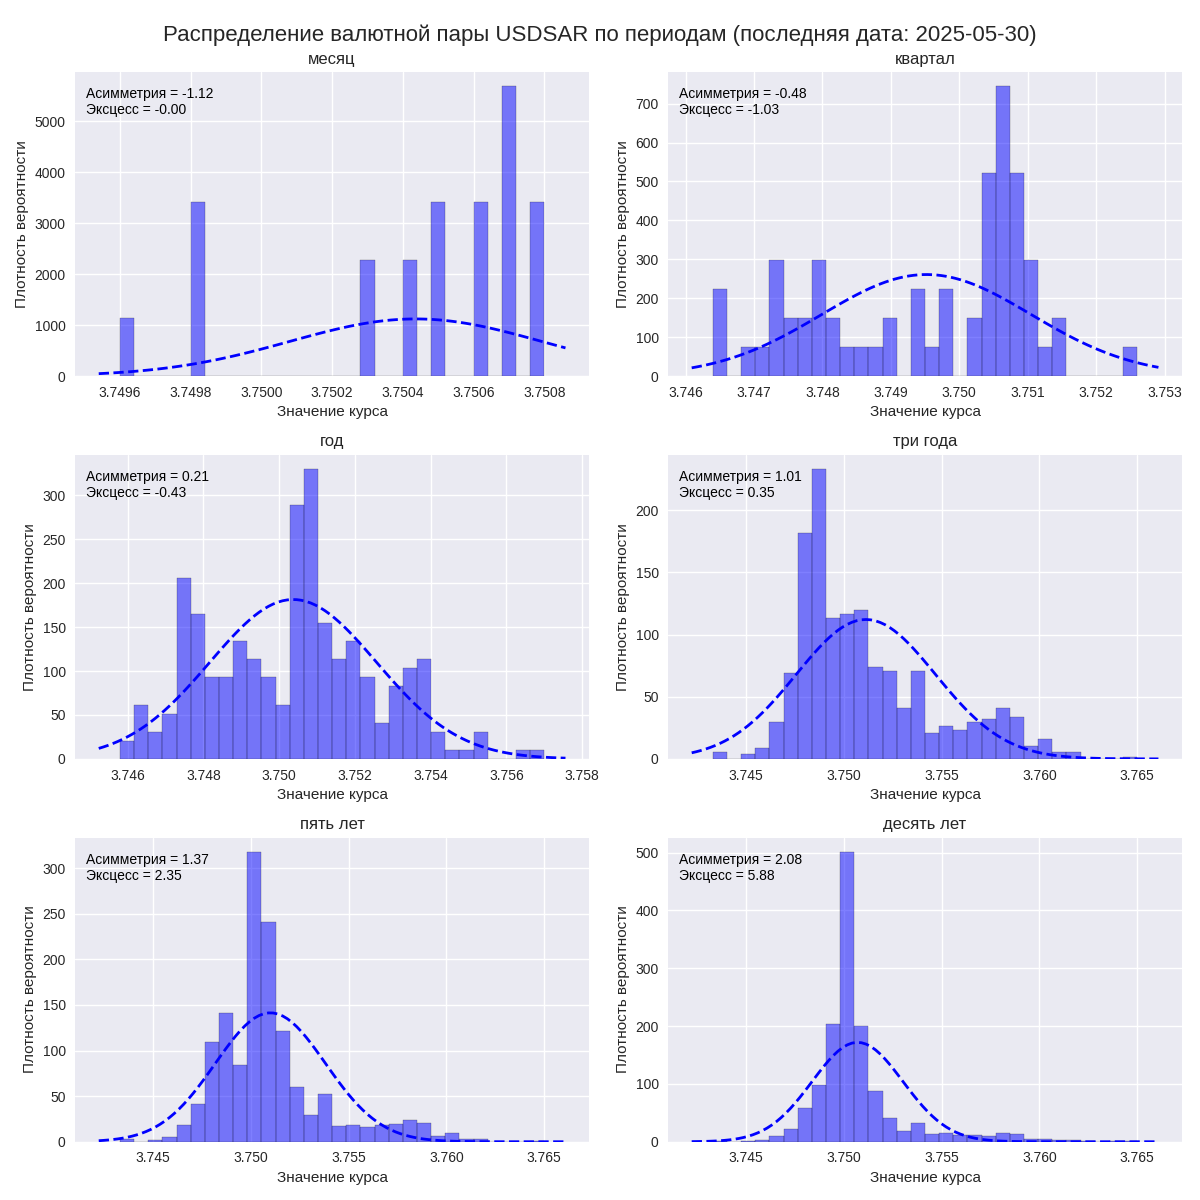 Распределение валютной пары USDSAR по периодам (последняя дата: 2025-05-30)
месяц
Асимметрия = -1.12
Эксцесс = -0.00
Плотность вероятности
5000
4000
3000
2000
1000
0
3.7496 3.7498 3.7500 3.7502 3.7504 3.7506 3.7508
Значение курса
квартал
Асимметрия = -0.48
Эксцесс = -1.03
Плотность вероятности
700
600
500
400
300
200
100
0
3.746 3.747 3.748 3.749 3.750 3.751 3.752 3.753
Значение курса
год
Асимметрия = 0.21
Эксцесс = -0.43
Плотность вероятности
300
250
200
150
100
50
0
3.746 3.748 3.750 3.752 3.754 3.756 3.758
Значение курса
три года
Асимметрия = 1.01
Эксцесс = 0.35
Плотность вероятности
200
150
100
50
0
3.745 3.750 3.755 3.760 3.765
Значение курса
пять лет
Асимметрия = 1.37
Эксцесс = 2.35
Плотность вероятности
300
250
200
150
100
50
0
3.745 3.750 3.755 3.760 3.765
Значение курса
десять лет
Асимметрия = 2.08
Эксцесс = 5.88
Плотность вероятности
500
400
300
200
100
0
3.745 3.750 3.755 3.760 3.765
Значение курса